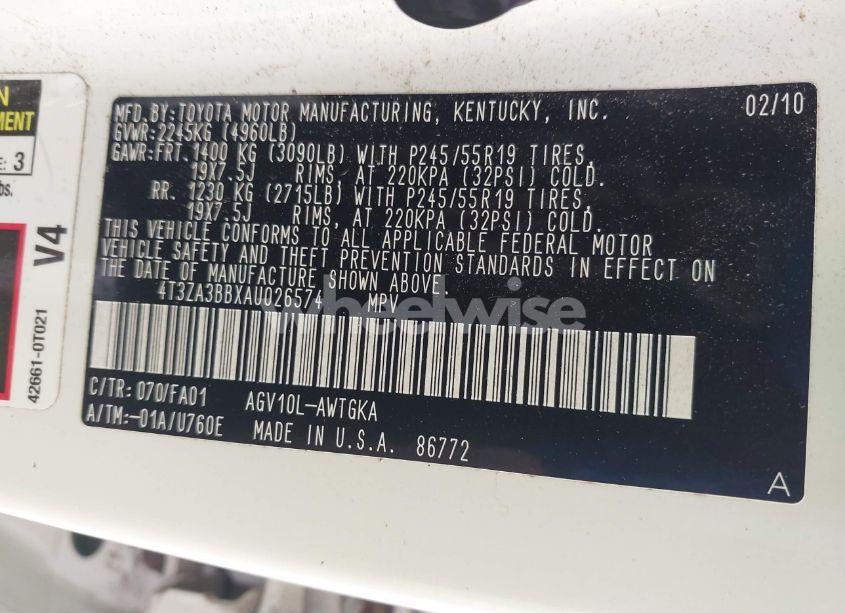 N
EMENT
E: 3
bs.
V4
42661-0T021
MFD.BY:TOYOTA MOTOR MANUFACTURING, KENTUCKY, INC. 02/10
GVWR:2245KG (4960LB)
GAWR:FRT. 1400 KG (3090LB) WITH P245/55R19 TIRES,
19X7.5J RIMS, AT 220KPA (32PSI) COLD.
RR. 1230 KG (2715LB) WITH P245/55R19 TIRES,
19X7.5J RIMS, AT 220KPA (32PSI) COLD.
THIS VEHICLE CONFORMS TO ALL APPLICABLE FEDERAL MOTOR
VEHICLE SAFETY AND THEFT PREVENTION STANDARDS IN EFFECT ON
THE DATE OF MANUFACTURE SHOWN ABOVE.
4T3ZA3BBXAU026574 MPV
wheelwise
C/TR: 070/FA01 AGV10L-AWTGKA
A/TM:-01A/U760E MADE IN U.S.A. 86772
A